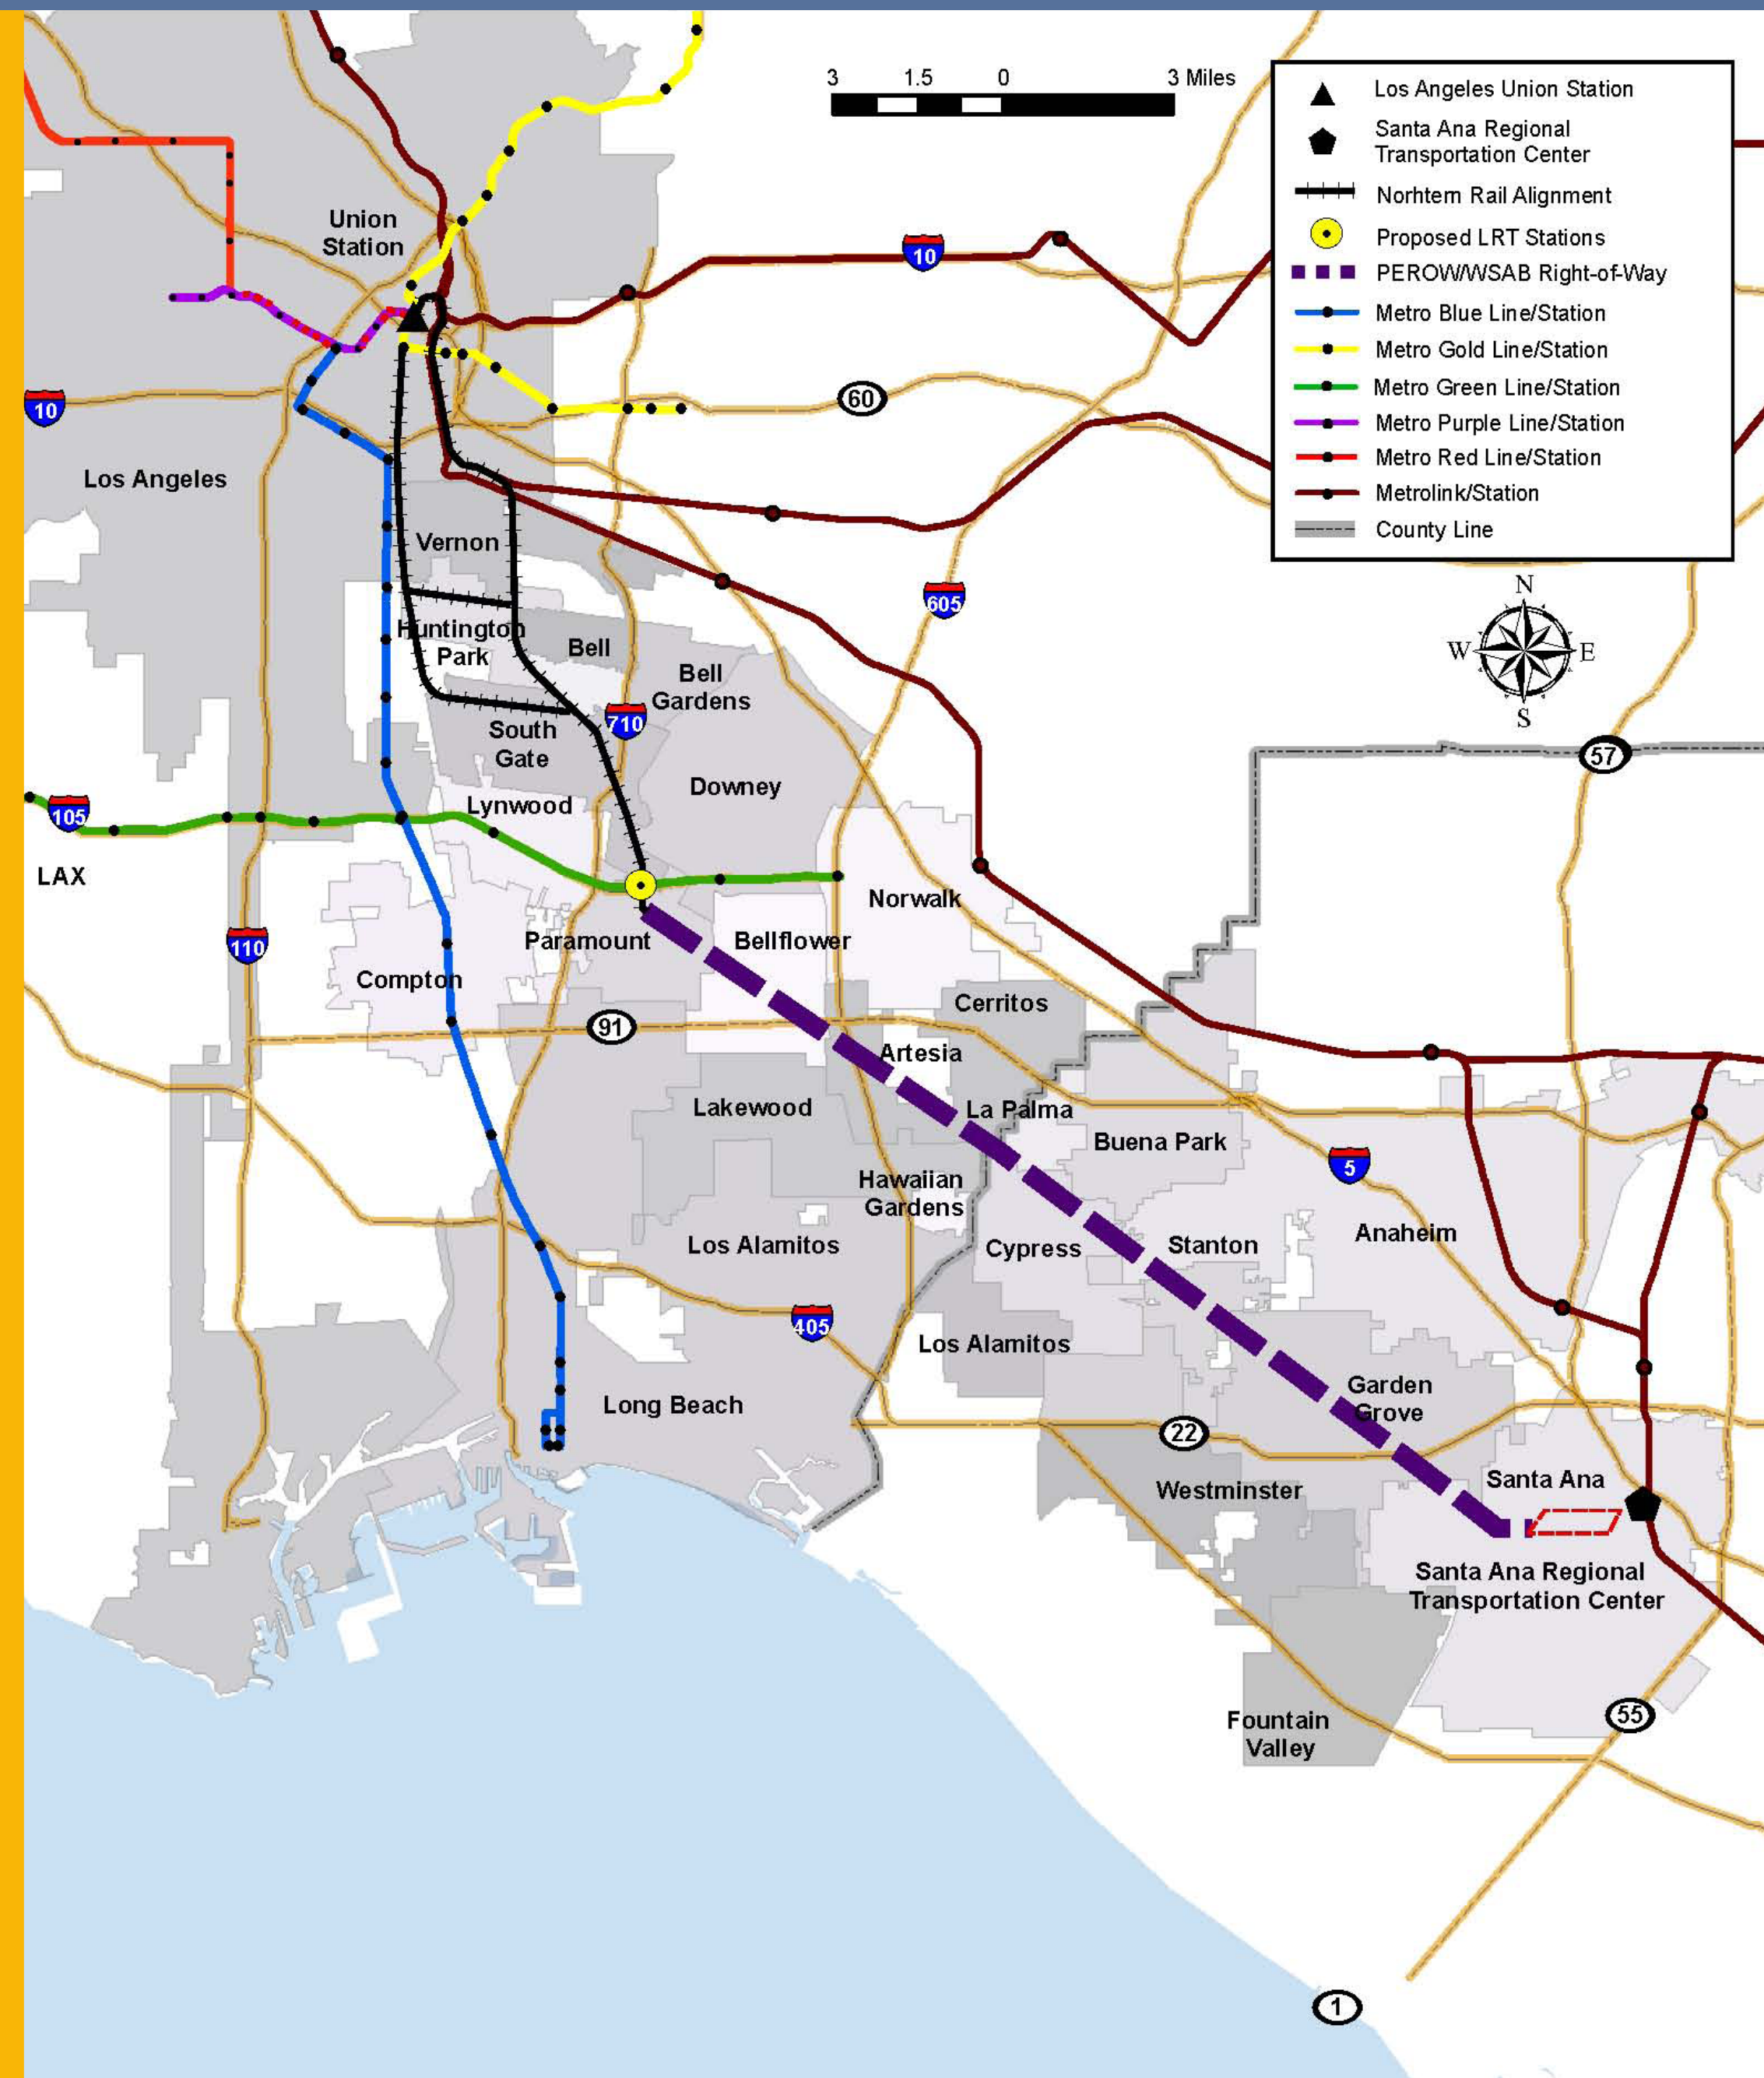 3 1.5 0 3 Miles
Los Angeles Union Station
Santa Ana Regional
Transportation Center
Norhtern Rail Alignment
Proposed LRT Stations
PEROW/WSAB Right-of-Way
Metro Blue Line/Station
Metro Gold Line/Station
Metro Green Line/Station
Metro Purple Line/Station
Metro Red Line/Station
Metrolink/Station
County Line
Union
Station
10
10
60
Los Angeles
Vernon
605
N
W
E
S
Huntington
Park
Bell
Bell
Gardens
710
South
Gate
57
Downey
Lynwood
105
LAX
Norwalk
110
Paramount
Bellflower
Compton
Cerritos
91
Artesia
Lakewood
La Palma
Buena Park
5
Hawaiian
Gardens
Los Alamitos
Cypress
Stanton
Anaheim
405
Los Alamitos
Long Beach
Garden
Grove
22
Westminster
Santa Ana
Santa Ana Regional
Transportation Center
Fountain
Valley
55
1